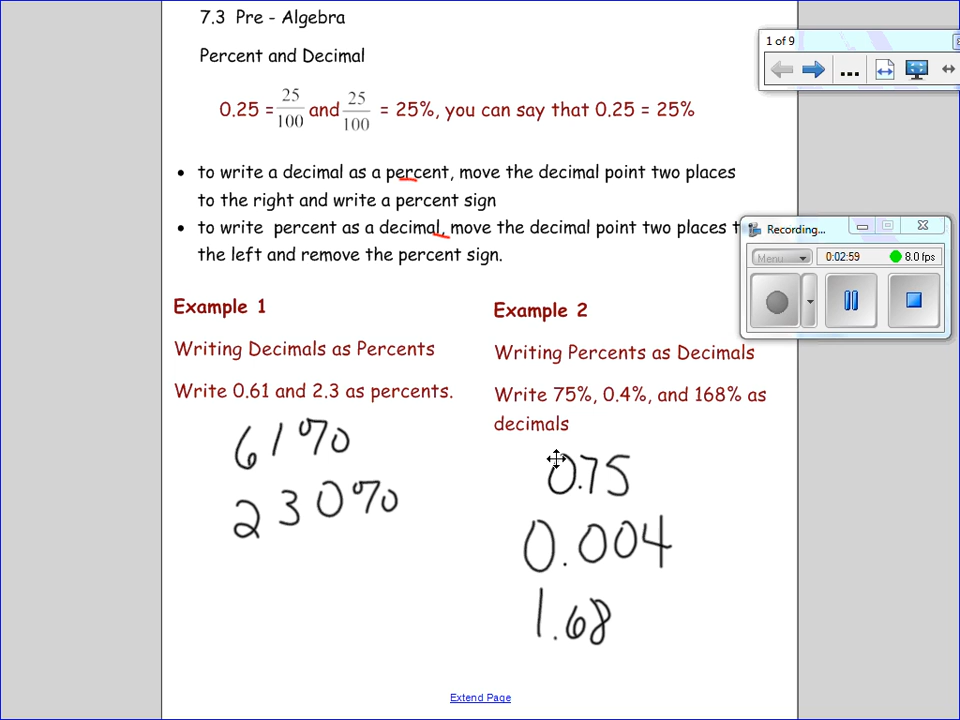 7.3 Pre - Algebra
Percent and Decimal
0.25 = 25/100 and 25/100 = 25%, you can say that 0.25 = 25%
• to write a decimal as a percent, move the decimal point two places
to the right and write a percent sign
• to write percent as a decimal, move the decimal point two places t
the left and remove the percent sign.
Example 1
Writing Decimals as Percents
Write 0.61 and 2.3 as percents.
61%
230%
Example 2
Writing Percents as Decimals
Write 75%, 0.4%, and 168% as
decimals
0.75
0.004
1.68
Extend Page
1 of 9
...
Recording...
Menu
0:02:59
8.0 fps